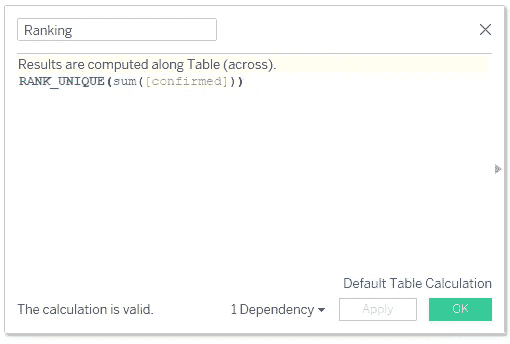 Ranking
Results are computed along Table (across).
RANK_UNIQUE(sum([confirmed]))
Default Table Calculation
The calculation is valid.
1 Dependency
Apply
OK